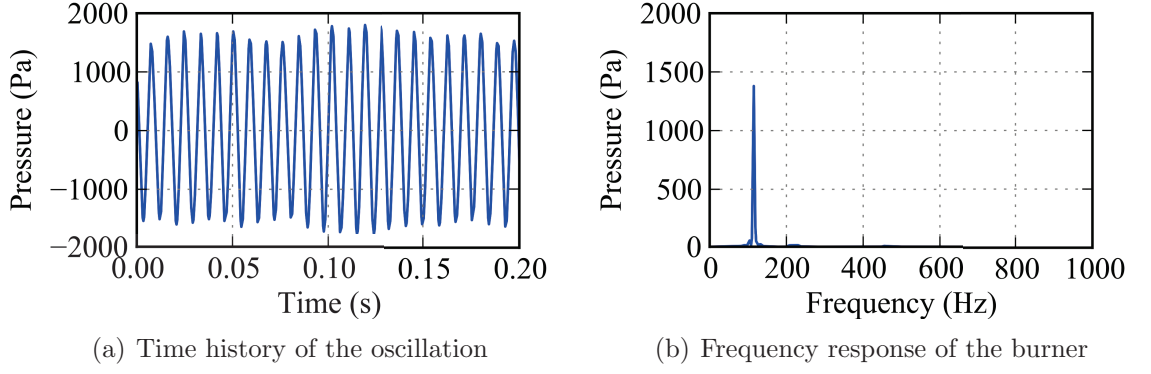 2000
1000
0
−1000
−2000
Pressure (Pa)
0.00 0.05 0.10 0.15 0.20
Time (s)
(a) Time history of the oscillation
2000
1500
1000
500
0
Pressure (Pa)
0 200 400 600 800 1000
Frequency (Hz)
(b) Frequency response of the burner